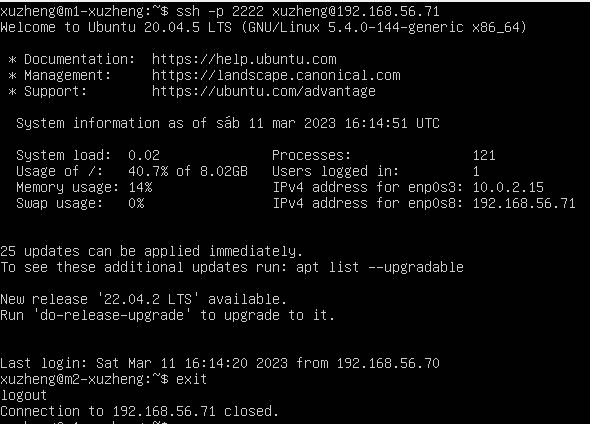 xuzheng@m1-xuzheng:~$ ssh -p 2222 xuzheng@192.168.56.71
Welcome to Ubuntu 20.04.5 LTS (GNU/Linux 5.4.0-144-generic x86_64)
* Documentation:  https://help.ubuntu.com
* Management:     https://landscape.canonical.com
* Support:        https://ubuntu.com/advantage
System information as of sáb 11 mar 2023 16:14:51 UTC
System load:  0.02              Processes:               121
Usage of /:   40.7% of 8.02GB   Users logged in:         1
Memory usage: 14%               IPv4 address for enp0s3: 10.0.2.15
Swap usage:   0%                IPv4 address for enp0s8: 192.168.56.71
25 updates can be applied immediately.
To see these additional updates run: apt list --upgradable
New release '22.04.2 LTS' available.
Run 'do-release-upgrade' to upgrade to it.
Last login: Sat Mar 11 16:14:20 2023 from 192.168.56.70
xuzheng@m2-xuzheng:~$ exit
logout
Connection to 192.168.56.71 closed.